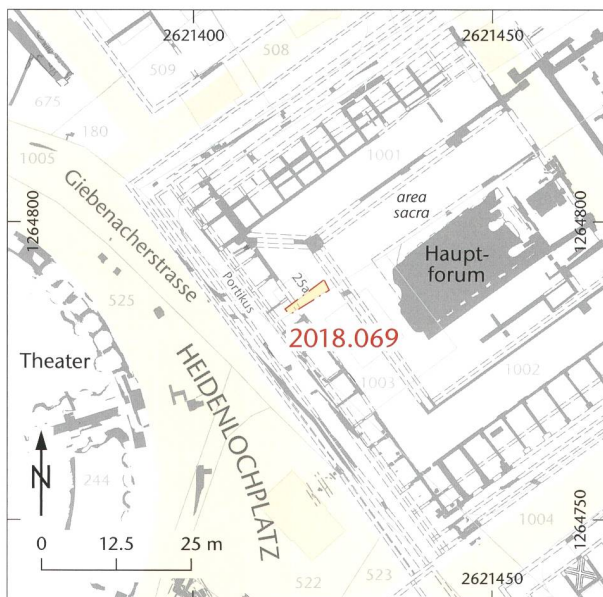 2621400
2621450
508
509
675
180
1005
1001
Giebenacherstrasse
area
sacra
1264800
1264800
Haupt-
forum
Portikus
25a
525
2018.069
Theater
HEIDENLOCHPLATZ
1003
1002
N
244
0 12.5 25 m
1004
1264750
522
523
2621450